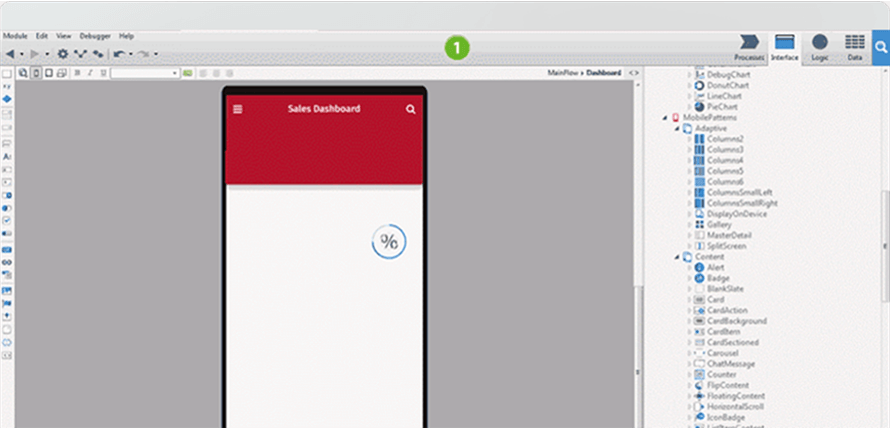 Module Edit View Debugger Help
1
Processes Interface Logic Data
MainFlow Dashboard
Sales Dashboard
%
DebugChart
DonutChart
LineChart
PieChart
MobilePatterns
Adaptive
Columns2
Columns3
Columns4
Columns5
Columns6
ColumnsSmallLeft
ColumnsSmallRight
DisplayOnDevice
Gallery
MasterDetail
SplitScreen
Content
Alert
Badge
BlankSlate
Card
CardAction
CardBackground
CardItem
CardSectioned
Carousel
ChatMessage
Counter
FlipContent
FloatingContent
HorizontalScroll
IconBadge
ListItemContent